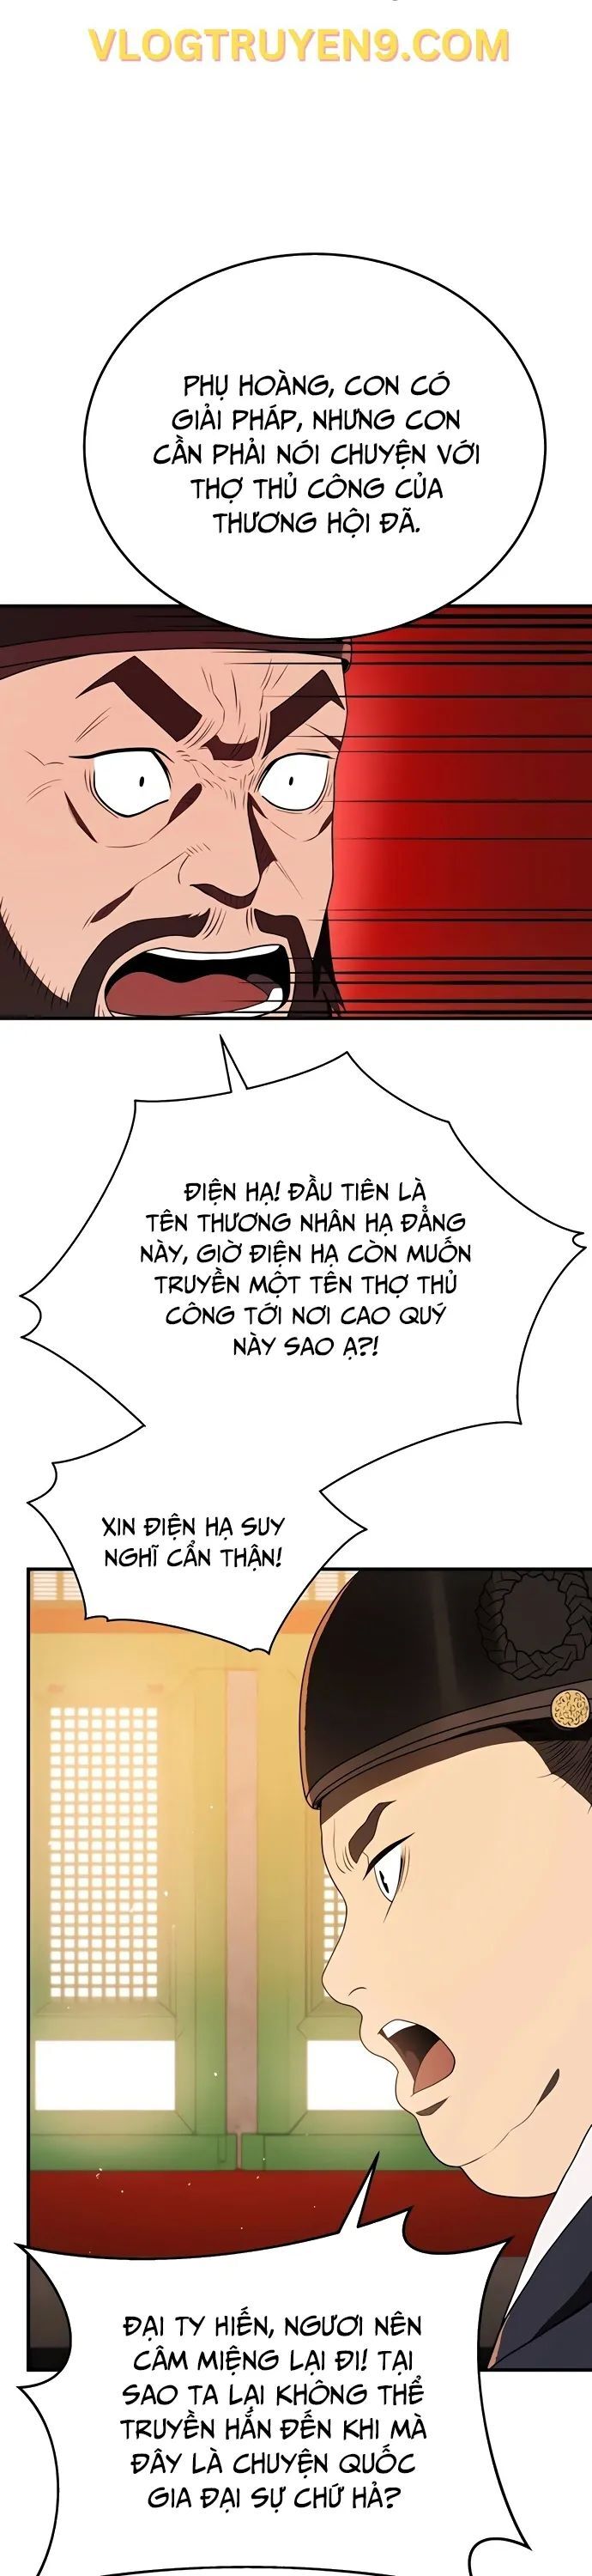 VLOGTRUYEN9.COM
PHỤ HOÀNG, CON CÓ
GIẢI PHÁP, NHƯNG CON
CẦN PHẢI NÓI CHUYỆN VỚI
THỢ THỦ CÔNG CỦA
THƯƠNG HỘI ĐÃ.
ĐIỆN HẠ! ĐẦU TIÊN LÀ
TÊN THƯƠNG NHÂN HẠ ĐẲNG
NÀY, GIỜ ĐIỆN HẠ CÒN MUỐN
TRUYỀN MỘT TÊN THỢ THỦ
CÔNG TỚI NƠI CAO QUÝ
NÀY SAO Ạ?!
XIN ĐIỆN HẠ SUY
NGHĨ CẨN THẬN!
ĐẠI TY HIẾN, NGƯƠI NÊN
CÂM MIỆNG LẠI ĐI! TẠI
SAO TA LẠI KHÔNG THỂ
TRUYỀN HẮN ĐẾN KHI MÀ
ĐÂY LÀ CHUYỆN QUỐC
GIA ĐẠI SỰ CHỨ HẢ?